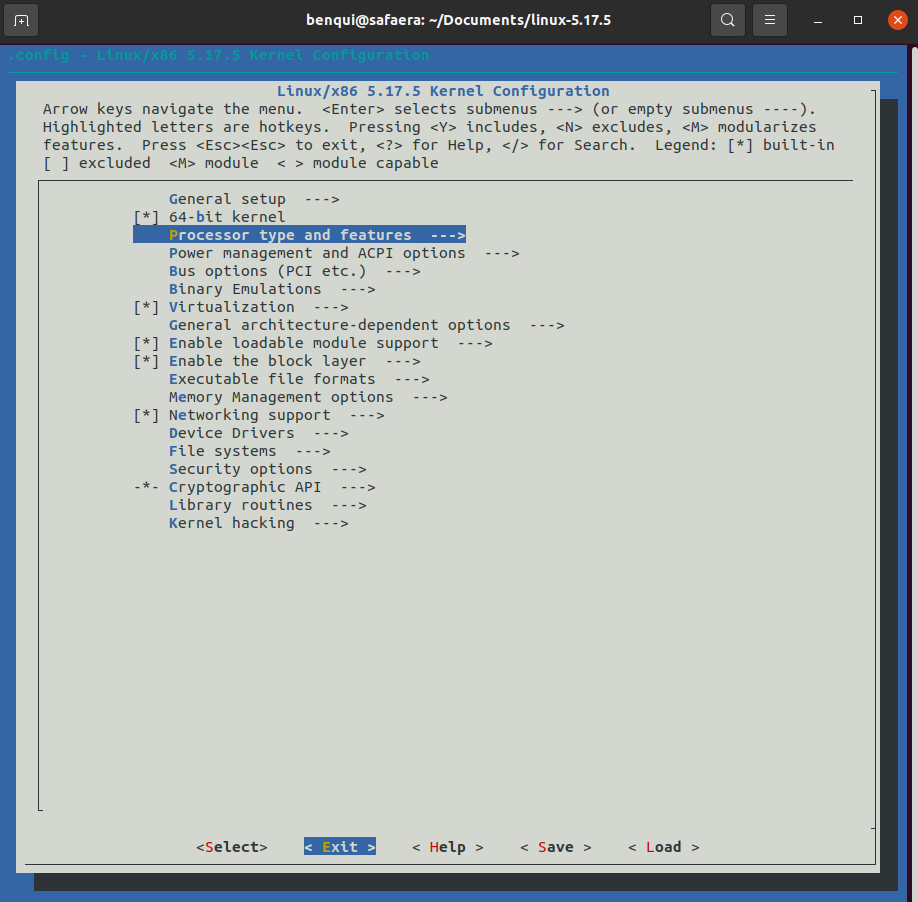 benqui@safaera: ~/Documents/linux-5.17.5
.config - Linux/x86 5.17.5 Kernel Configuration
Linux/x86 5.17.5 Kernel Configuration
Arrow keys navigate the menu.  <Enter> selects submenus ---> (or empty submenus ----).
Highlighted letters are hotkeys.  Pressing <Y> includes, <N> excludes, <M> modularizes
features.  Press <Esc><Esc> to exit, <?> for Help, </> for Search.  Legend: [*] built-in
[ ] excluded  <M> module  < > module capable
General setup  --->
[*] 64-bit kernel
Processor type and features  --->
Power management and ACPI options  --->
Bus options (PCI etc.)  --->
Binary Emulations  --->
[*] Virtualization  --->
General architecture-dependent options  --->
[*] Enable loadable module support  --->
[*] Enable the block layer  --->
Executable file formats  --->
Memory Management options  --->
[*] Networking support  --->
Device Drivers  --->
File systems  --->
Security options  --->
-*- Cryptographic API  --->
Library routines  --->
Kernel hacking  --->
<Select>    < Exit >    < Help >    < Save >    < Load >